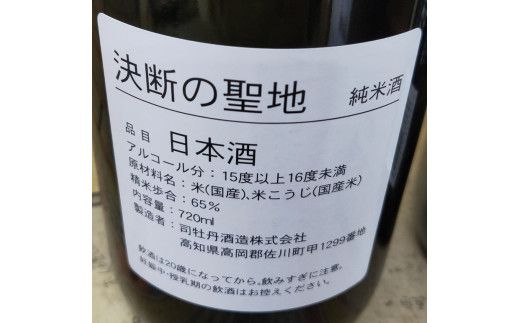 決断の聖地 純米酒
品目 日本酒
アルコール分：15度以上16度未満
原材料名：米(国産)、米こうじ(国産米)
精米歩合：65%
内容量：720ml
製造者：司牡丹酒造株式会社
高知県高岡郡佐川町甲1299番地
飲酒は20歳になってから。飲みすぎに注意。
妊娠中・授乳期の飲酒はお控えください。